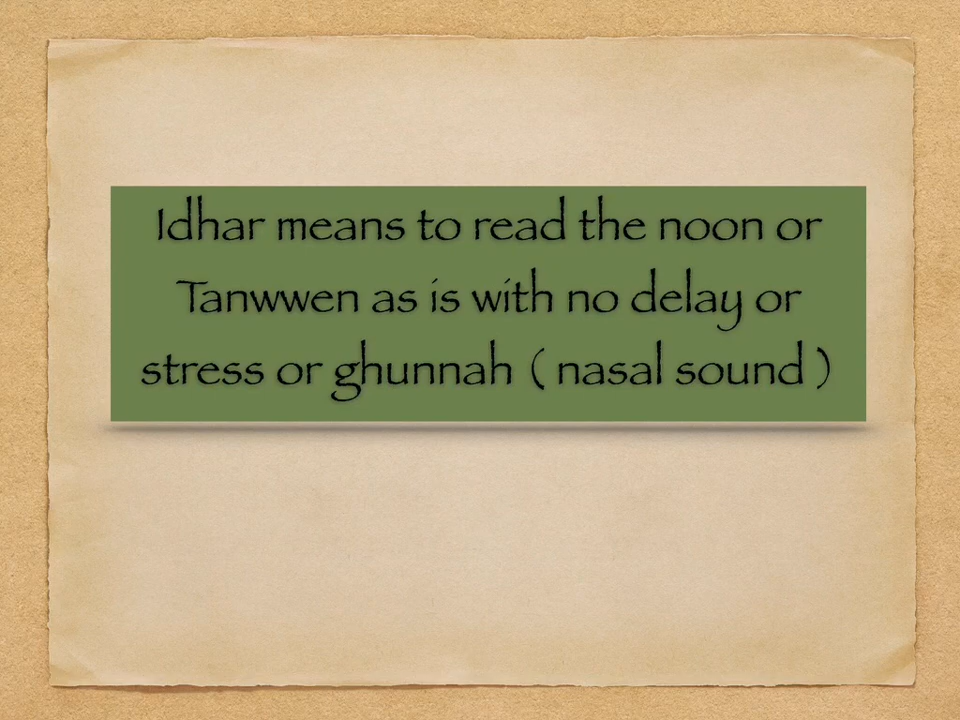 Idhar means to read the noon or
Tanwwen as is with no delay or
stress or ghunnah ( nasal sound )